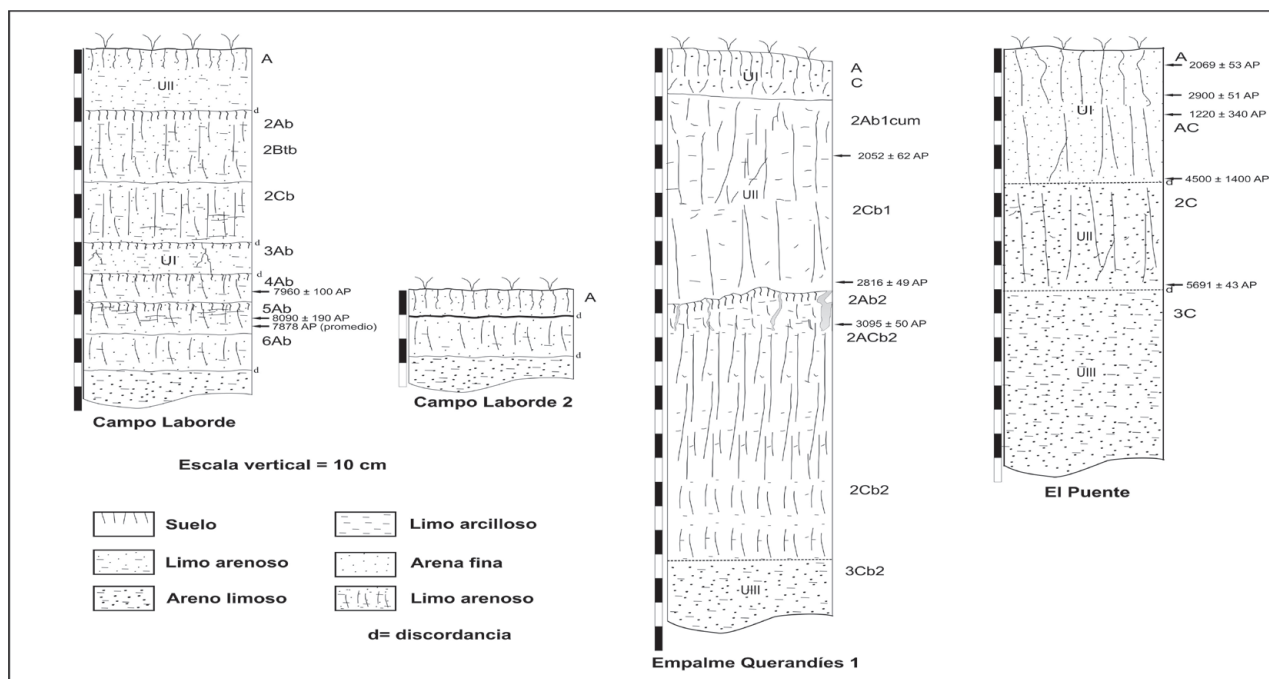 A
UII
d
2Ab
2Btb
2Cb
d
3Ab
UI
d
4Ab
7960 ± 100 AP
5Ab
8090 ± 190 AP
7878 AP (promedio)
6Ab
d
Campo Laborde
A
d
d
Campo Laborde 2
Escala vertical = 10 cm
Suelo
Limo arcilloso
Limo arenoso
Arena fina
Areno limoso
Limo arenoso
d= discordancia
UI
A
C
2Ab1cum
2052 ± 62 AP
UII
2Cb1
2816 ± 49 AP
2Ab2
3095 ± 50 AP
2ACb2
2Cb2
3Cb2
UIII
Empalme Querandíes 1
A
2069 ± 53 AP
2900 ± 51 AP
UI
1220 ± 340 AP
AC
4500 ± 1400 AP
d
2C
UII
5691 ± 43 AP
d
3C
UIII
El Puente